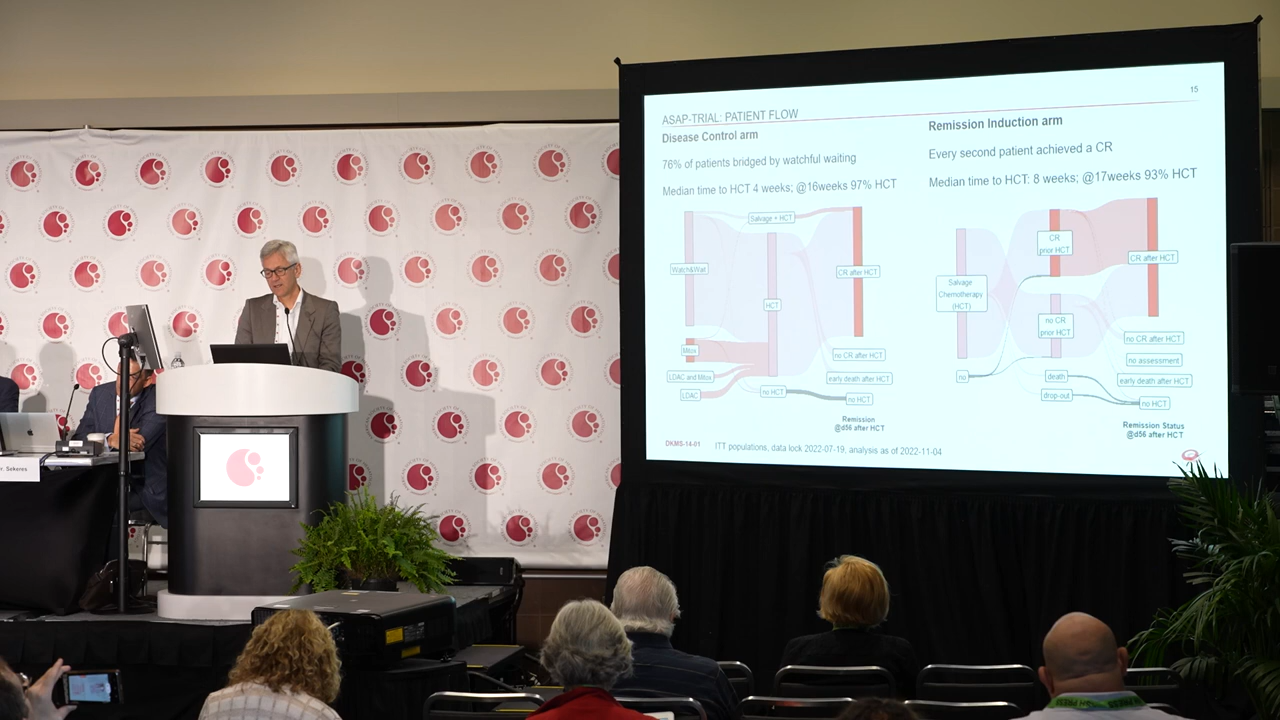 15
ASAP-TRIAL: PATIENT FLOW
Disease Control arm
76% of patients bridged by watchful waiting
Median time to HCT 4 weeks; @16weeks 97% HCT
Salvage + HCT
Watch&Wait
CR after HCT
HCT
Mitox
no CR after HCT
LDAC and Mitox
early death after HCT
LDAC
no HCT
no HCT
Remission
@d56 after HCT
Remission Induction arm
Every second patient achieved a CR
Median time to HCT: 8 weeks; @17weeks 93% HCT
CR
prior HCT
CR after HCT
Salvage
Chemotherapy
(HCT)
no CR
prior HCT
no CR after HCT
no assessment
no
death
early death after HCT
drop-out
no HCT
Remission Status
@d56 after HCT
DKMS-14-01
ITT populations, data lock 2022-07-19, analysis as of 2022-11-04
r. Sekeres